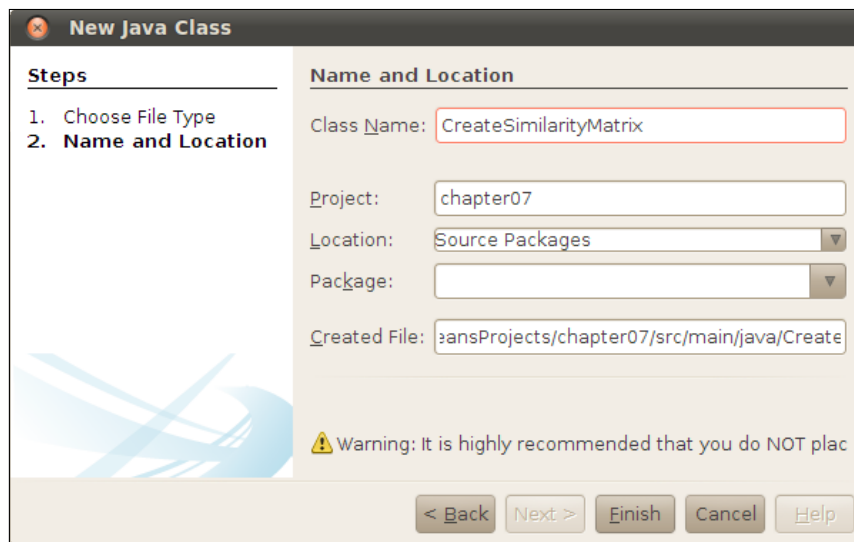 New Java Class
Steps
1. Choose File Type
2. Name and Location
Name and Location
Class Name: CreateSimilarityMatrix
Project: chapter07
Location: Source Packages
Package:
Created File: eansProjects/chapter07/src/main/java/Create
Warning: It is highly recommended that you do NOT plac
< Back Next > Finish Cancel Help